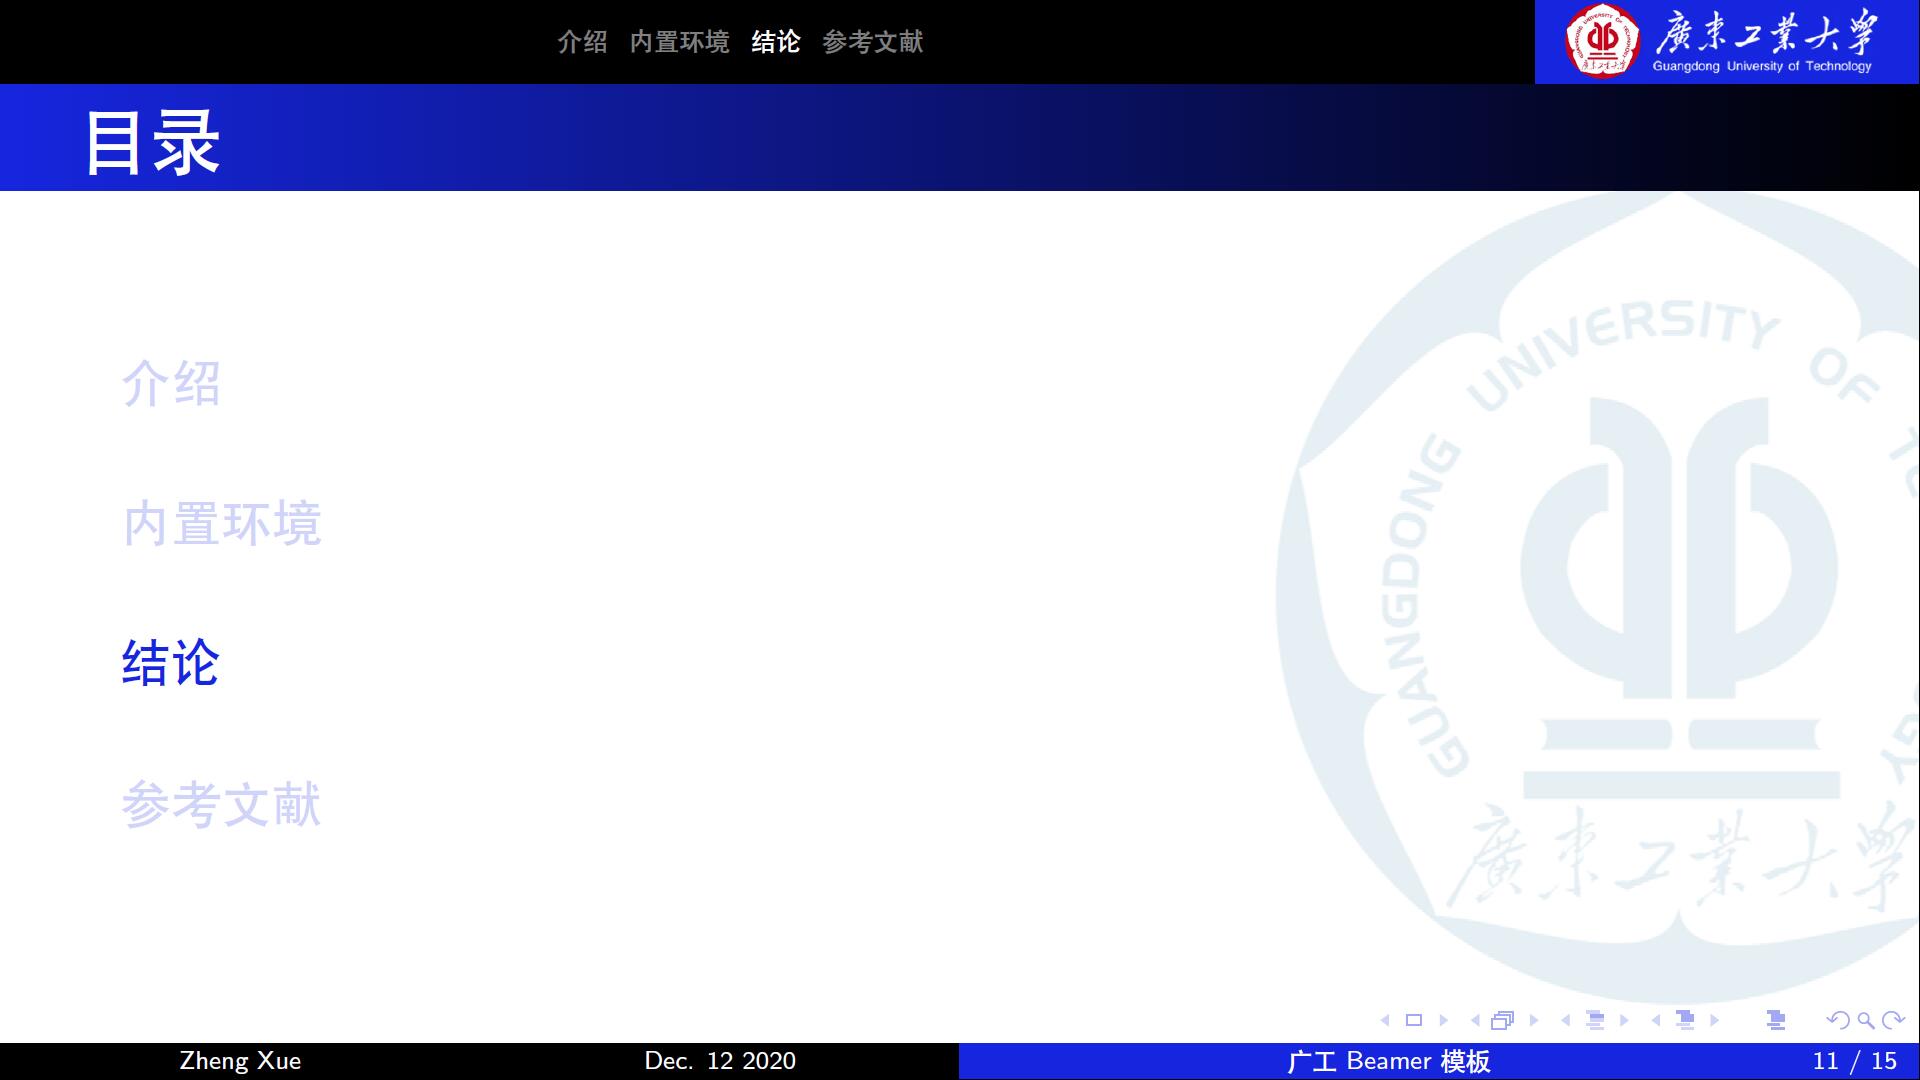 介绍 内置环境 结论 参考文献
廣東工業大學
Guangdong University of Technology
目录
UNIVERSITY OF
GUANGDONG
介绍
内置环境
结论
参考文献
廣東工業大學
Zheng Xue Dec. 12 2020 广工 Beamer 模板 11 / 15